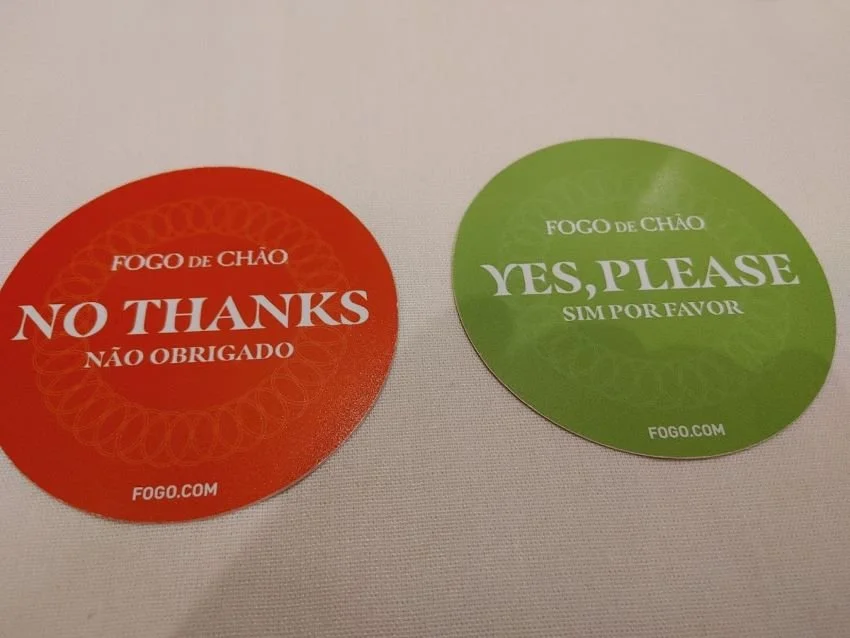 FOGO DE CHÃO
NO THANKS
NÃO OBRIGADO
FOGO.COM
FOGO DE CHÃO
YES, PLEASE
SIM POR FAVOR
FOGO.COM